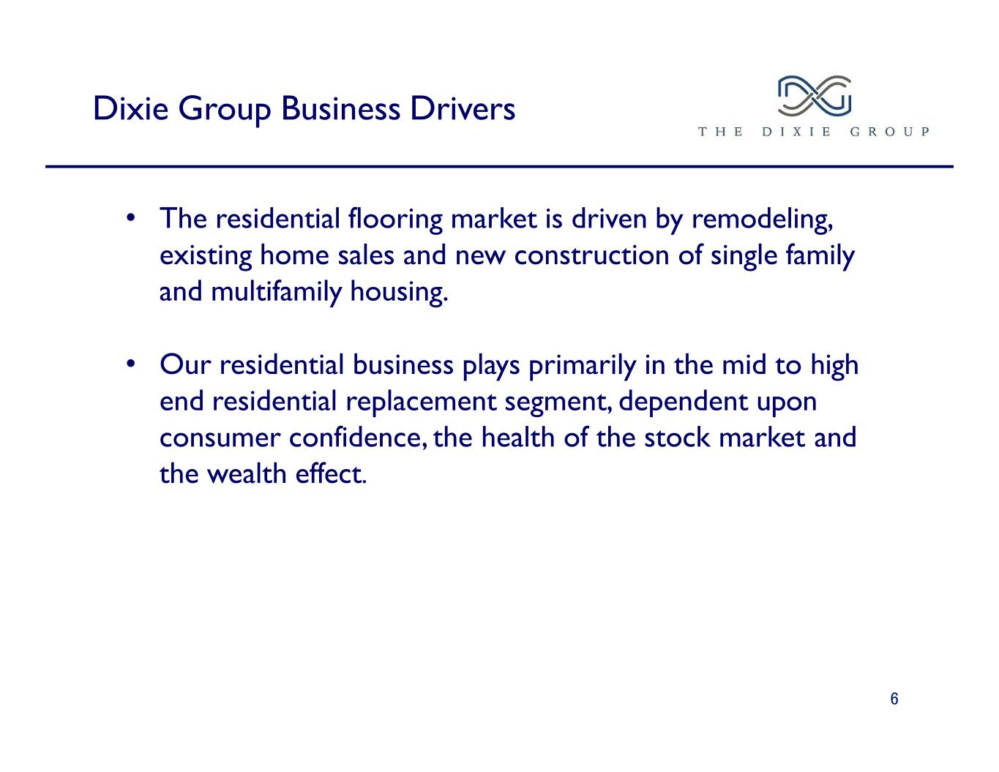 Dixie Group Business Drivers
THE DIXIE GROUP
• The residential flooring market is driven by remodeling,
existing home sales and new construction of single family
and multifamily housing.
• Our residential business plays primarily in the mid to high
end residential replacement segment, dependent upon
consumer confidence, the health of the stock market and
the wealth effect.
6